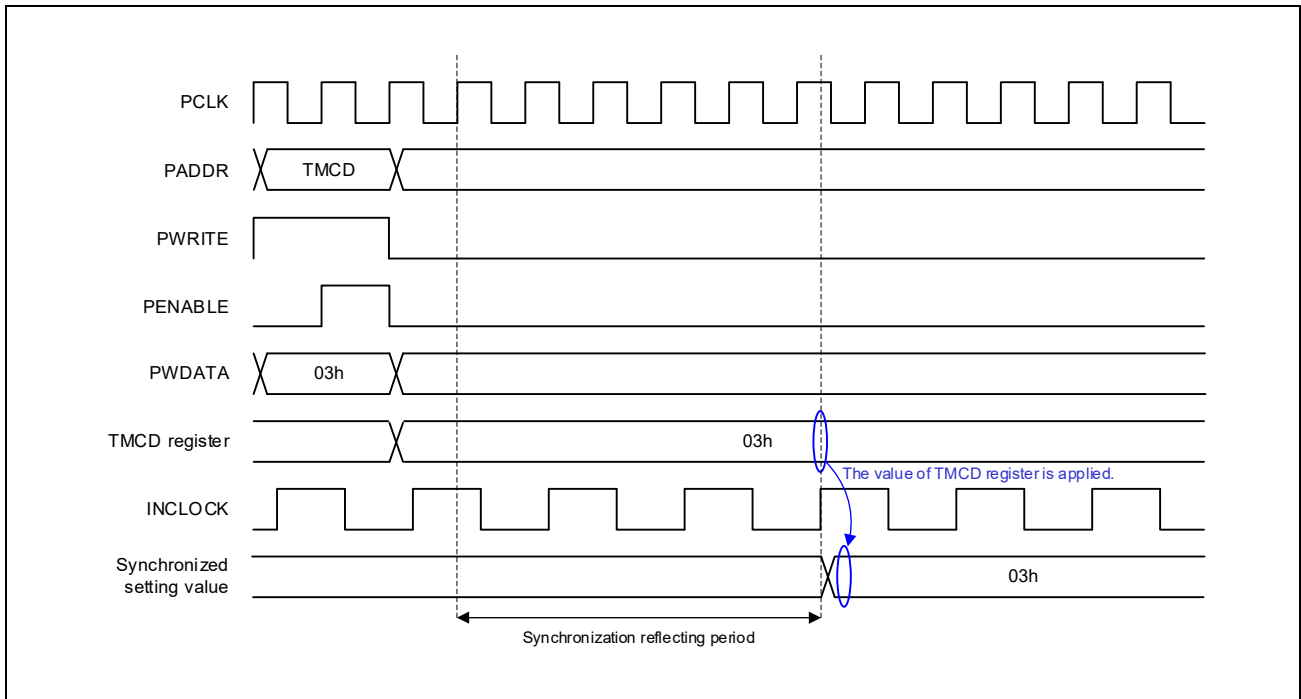 PCLK
PADDR
TMCD
PWRITE
PENABLE
PWDATA
03h
TMCD register
03h
The value of TMCD register is applied.
INCLOCK
Synchronized
setting value
03h
Synchronization reflecting period